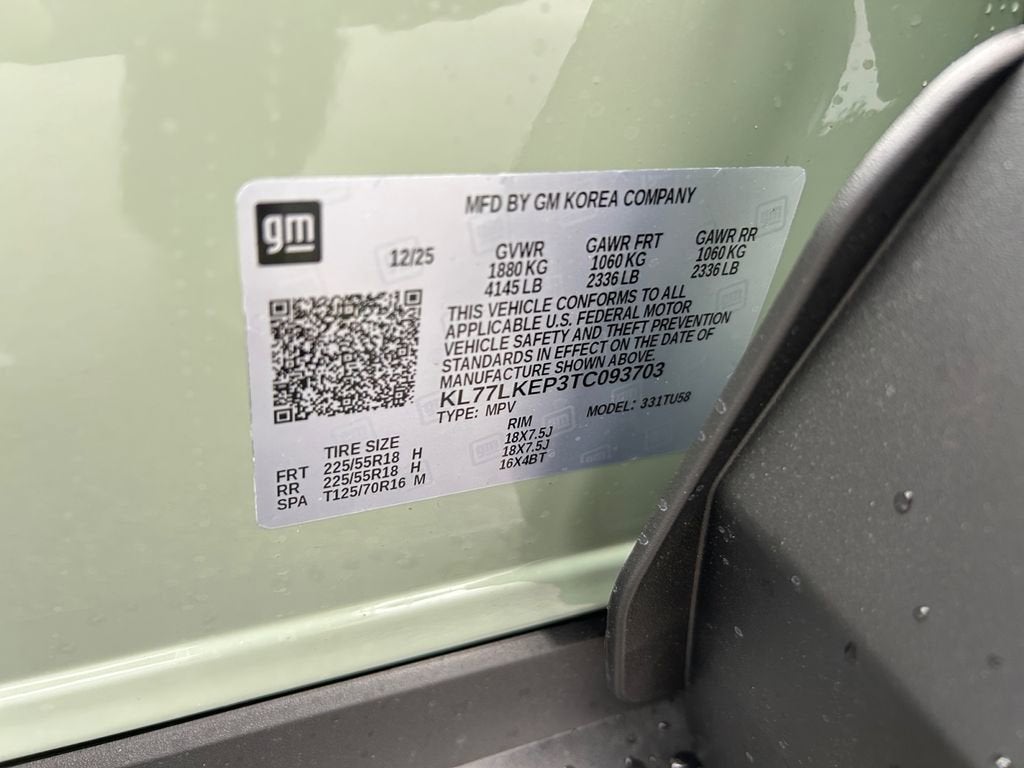 gm
MFD BY GM KOREA COMPANY
12/25 GVWR GAWR FRT GAWR RR
1880 KG 1060 KG 1060 KG
4145 LB 2336 LB 2336 LB
THIS VEHICLE CONFORMS TO ALL
APPLICABLE U.S. FEDERAL MOTOR
VEHICLE SAFETY AND THEFT PREVENTION
STANDARDS IN EFFECT ON THE DATE OF
MANUFACTURE SHOWN ABOVE.
KL77LKEP3TC093703
TYPE: MPV MODEL: 331TU58
TIRE SIZE RIM
FRT 225/55R18 H 18X7.5J
RR 225/55R18 H 18X7.5J
SPA T125/70R16 M 16X4BT